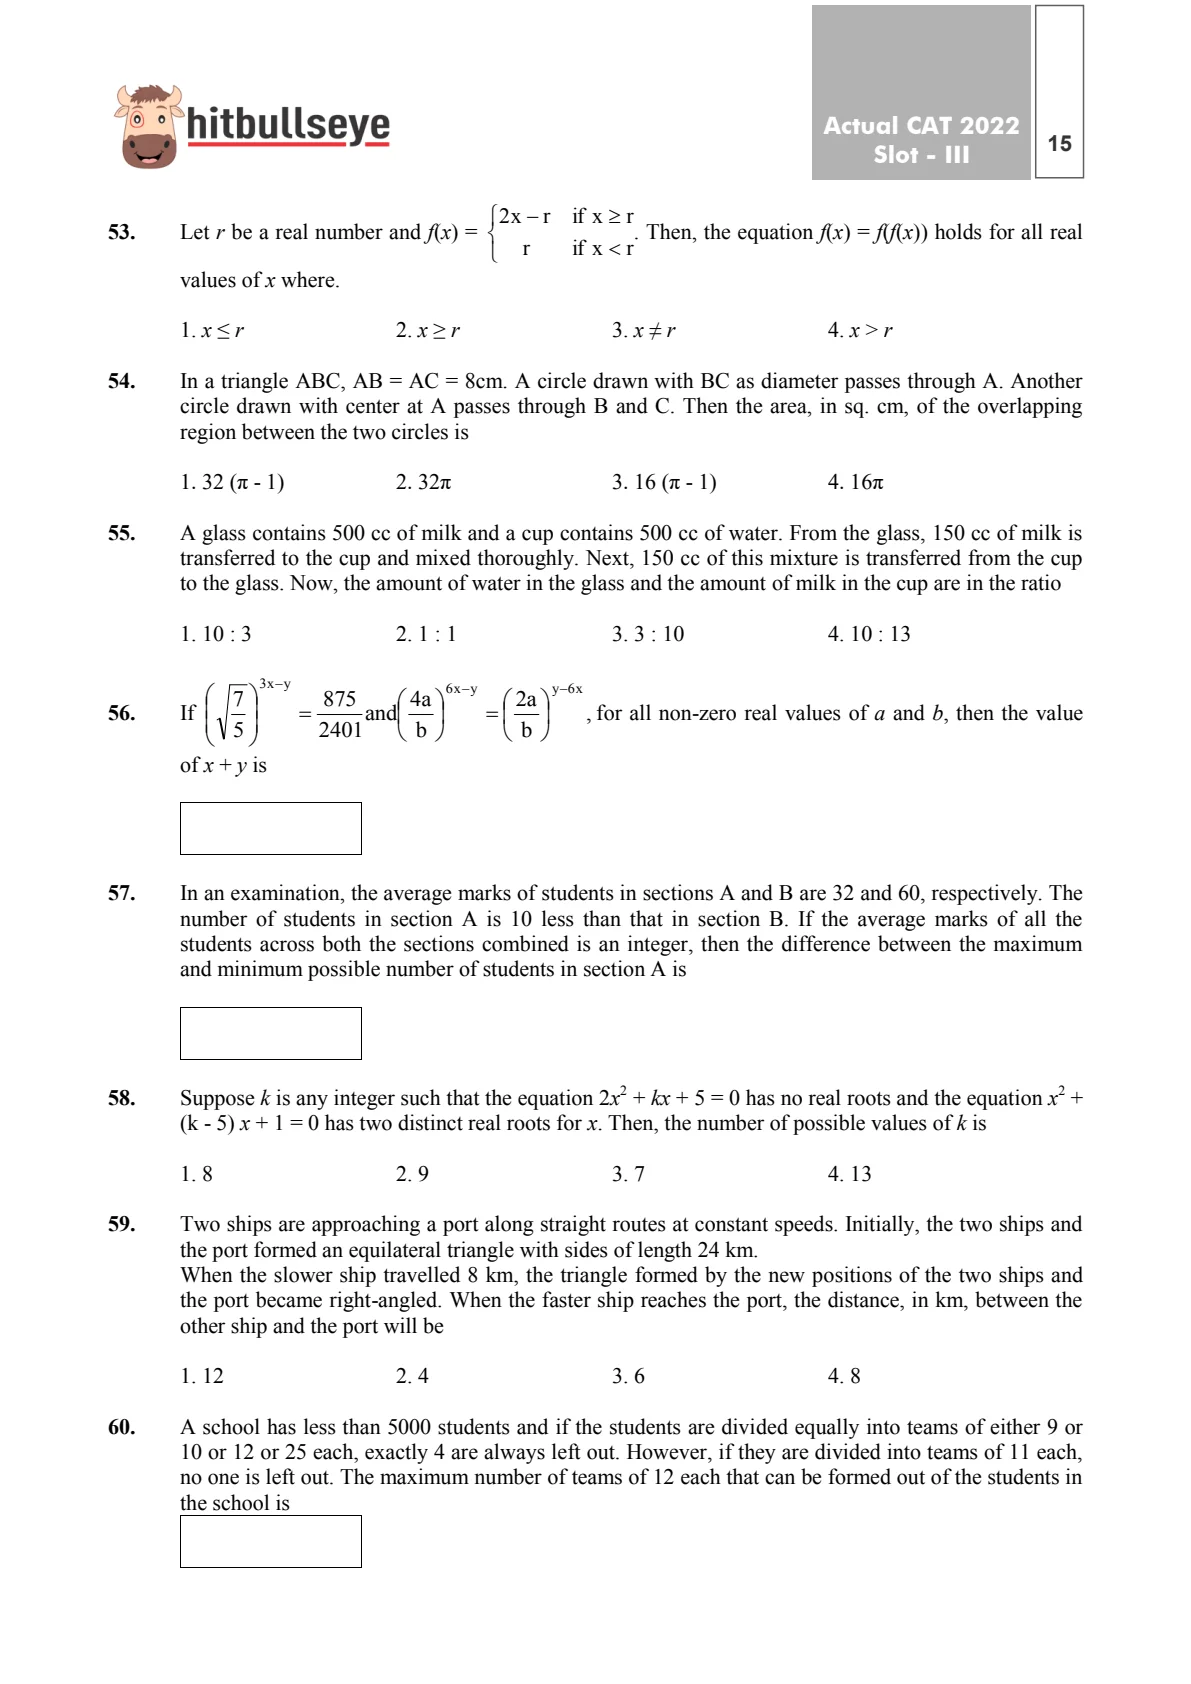 hitbullseye
Actual CAT 2022
Slot - III
15
53. Let r be a real number and f(x) = { 2x − r if x ≥ r
r if x < r . Then, the equation f(x) = f(f(x)) holds for all real
values of x where.
1. x ≤ r 2. x ≥ r 3. x ≠ r 4. x > r
54. In a triangle ABC, AB = AC = 8cm. A circle drawn with BC as diameter passes through A. Another
circle drawn with center at A passes through B and C. Then the area, in sq. cm, of the overlapping
region between the two circles is
1. 32 (π - 1) 2. 32π 3. 16 (π - 1) 4. 16π
55. A glass contains 500 cc of milk and a cup contains 500 cc of water. From the glass, 150 cc of milk is
transferred to the cup and mixed thoroughly. Next, 150 cc of this mixture is transferred from the cup
to the glass. Now, the amount of water in the glass and the amount of milk in the cup are in the ratio
1. 10 : 3 2. 1 : 1 3. 3 : 10 4. 10 : 13
56. If (√(7/5))^(3x−y) = 875/2401 and (4a/b)^(6x−y) = (2a/b)^(y−6x) , for all non-zero real values of a and b, then the value
of x + y is
57. In an examination, the average marks of students in sections A and B are 32 and 60, respectively. The
number of students in section A is 10 less than that in section B. If the average marks of all the
students across both the sections combined is an integer, then the difference between the maximum
and minimum possible number of students in section A is
58. Suppose k is any integer such that the equation 2x² + kx + 5 = 0 has no real roots and the equation x² +
(k - 5) x + 1 = 0 has two distinct real roots for x. Then, the number of possible values of k is
1. 8 2. 9 3. 7 4. 13
59. Two ships are approaching a port along straight routes at constant speeds. Initially, the two ships and
the port formed an equilateral triangle with sides of length 24 km.
When the slower ship travelled 8 km, the triangle formed by the new positions of the two ships and
the port became right-angled. When the faster ship reaches the port, the distance, in km, between the
other ship and the port will be
1. 12 2. 4 3. 6 4. 8
60. A school has less than 5000 students and if the students are divided equally into teams of either 9 or
10 or 12 or 25 each, exactly 4 are always left out. However, if they are divided into teams of 11 each,
no one is left out. The maximum number of teams of 12 each that can be formed out of the students in
the school is